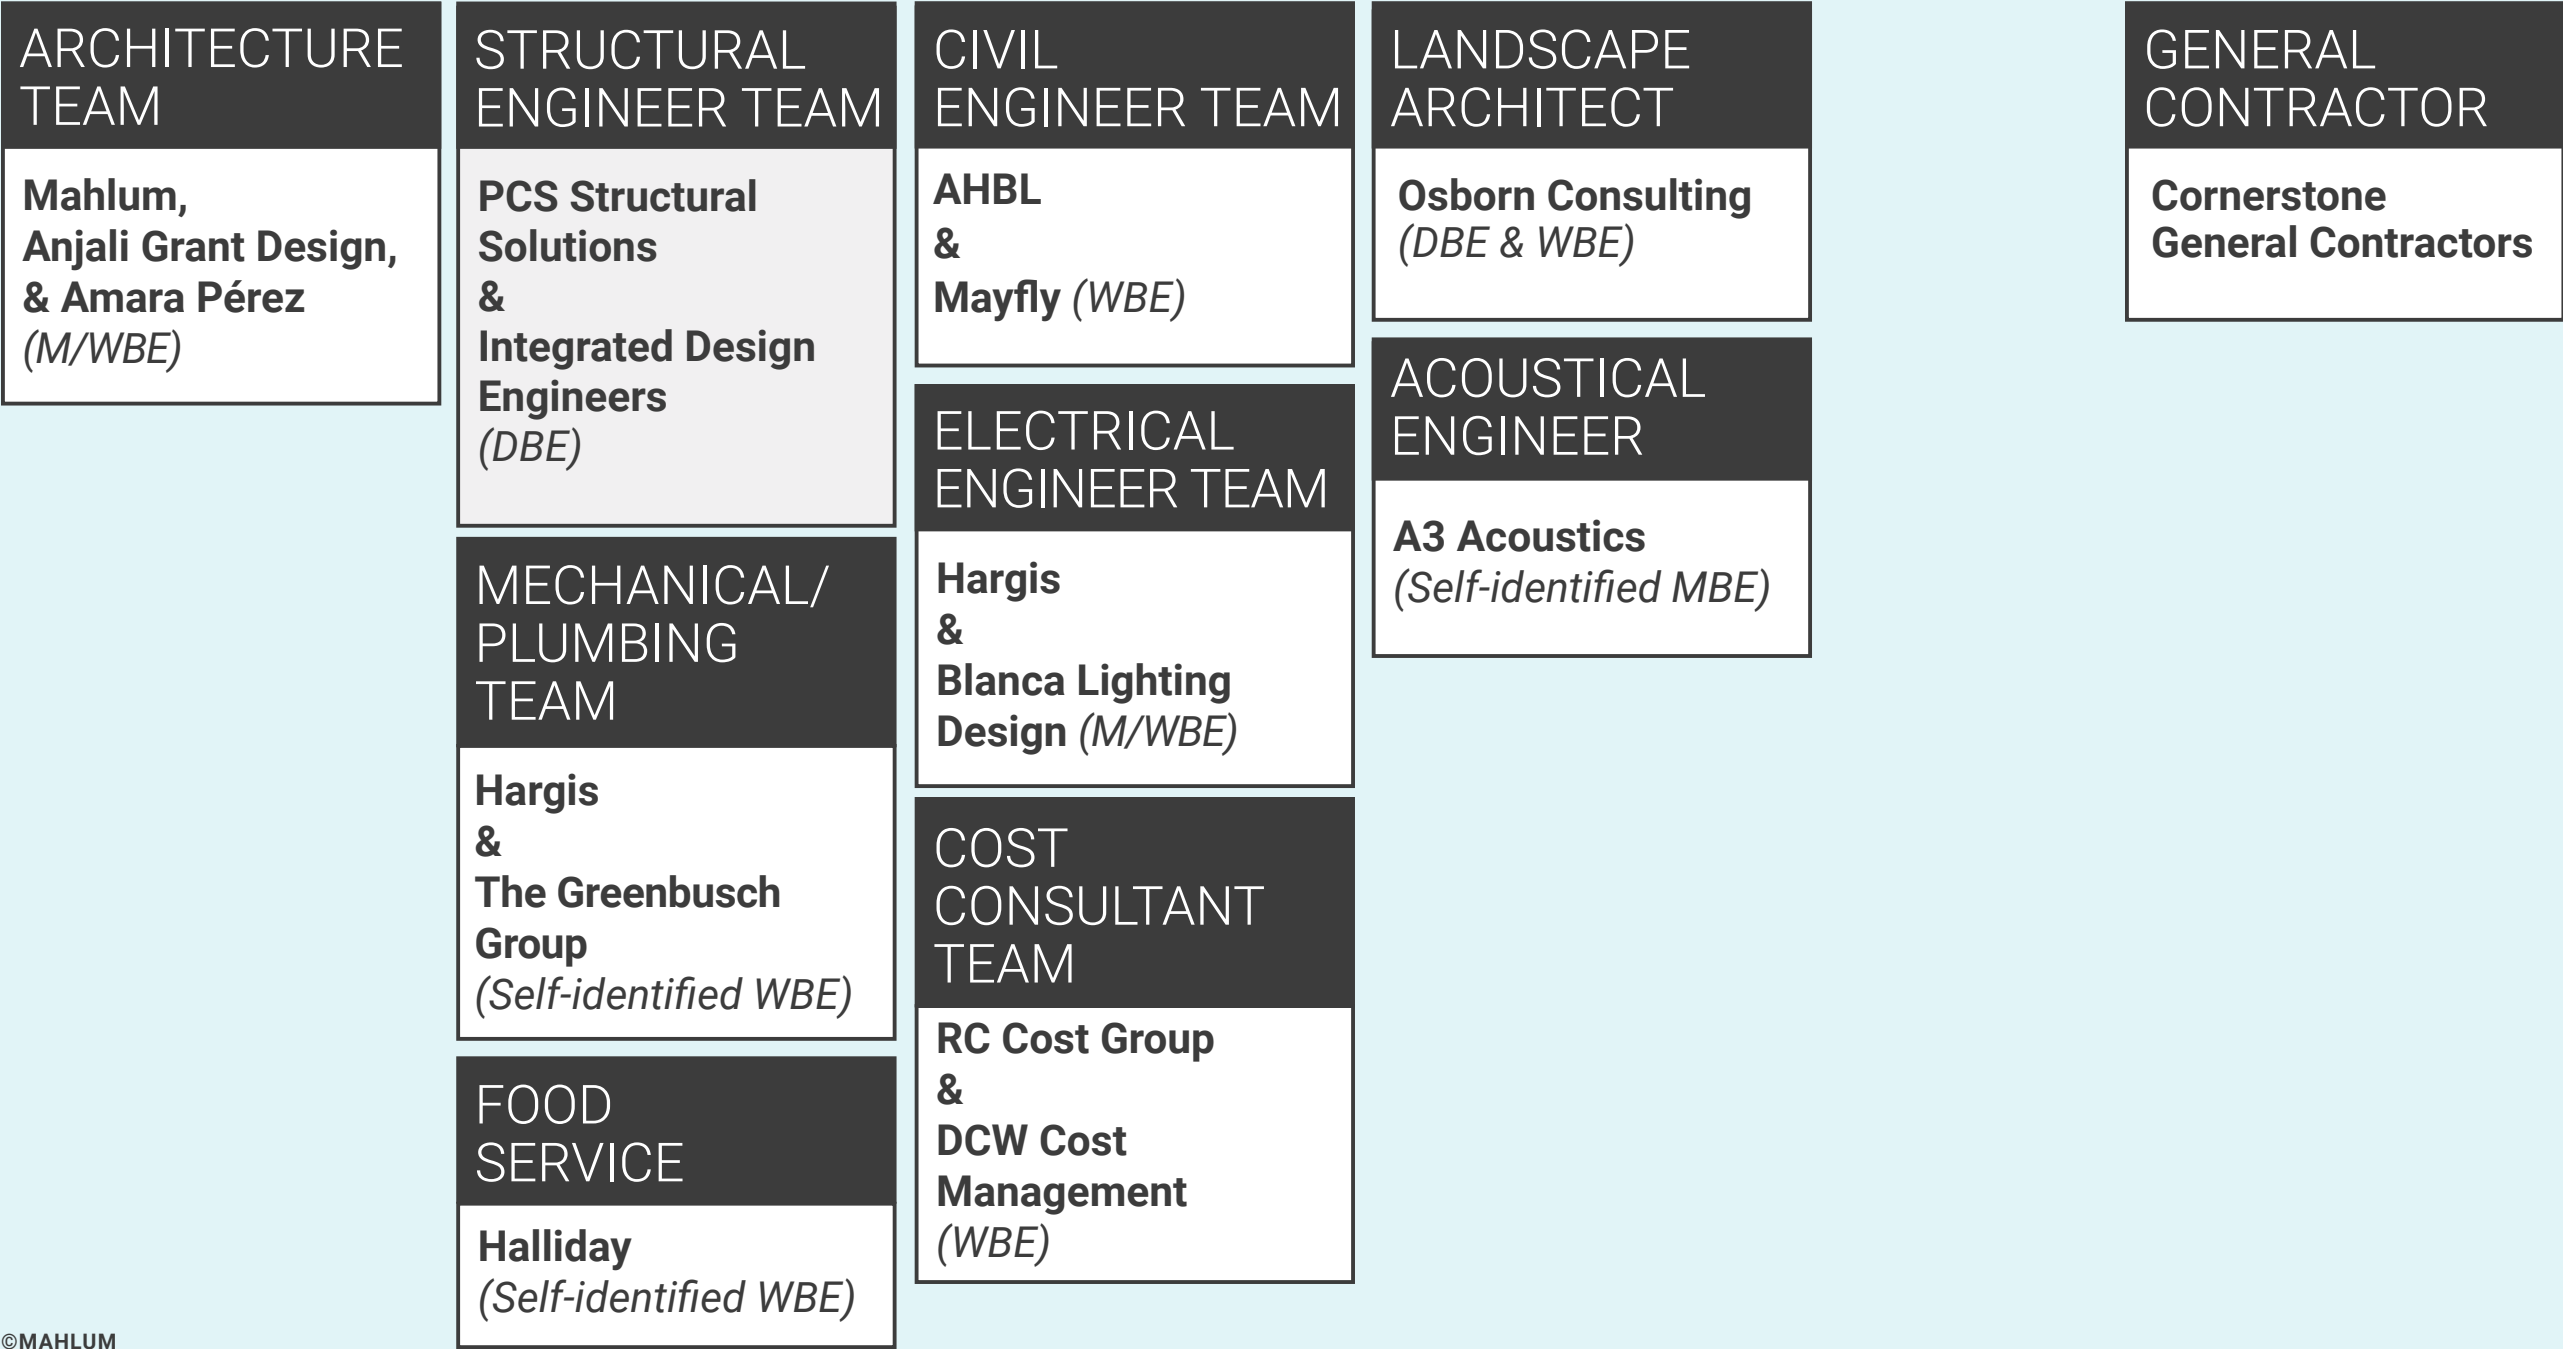 ARCHITECTURE
TEAM
Mahlum,
Anjali Grant Design,
& Amara Pérez
(M/WBE)
STRUCTURAL
ENGINEER TEAM
PCS Structural
Solutions
&
Integrated Design
Engineers
(DBE)
MECHANICAL/
PLUMBING
TEAM
Hargis
&
The Greenbusch
Group
(Self-identified WBE)
FOOD
SERVICE
Halliday
(Self-identified WBE)
CIVIL
ENGINEER TEAM
AHBL
&
Mayfly (WBE)
ELECTRICAL
ENGINEER TEAM
Hargis
&
Blanca Lighting
Design (M/WBE)
COST
CONSULTANT
TEAM
RC Cost Group
&
DCW Cost
Management
(WBE)
LANDSCAPE
ARCHITECT
Osborn Consulting
(DBE & WBE)
ACOUSTICAL
ENGINEER
A3 Acoustics
(Self-identified MBE)
GENERAL
CONTRACTOR
Cornerstone
General Contractors
©MAHLUM